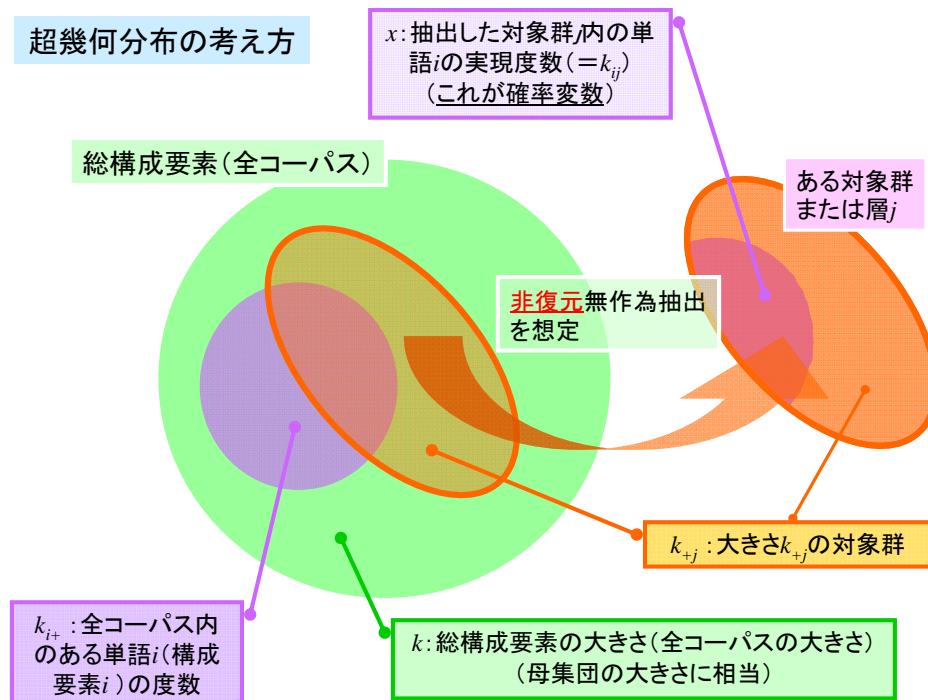 超幾何分布の考え方
x:抽出した対象群j内の単
語iの実現度数(=k_{ij})
(これが確率変数)
総構成要素(全コーパス)
ある対象群
または層j
非復元無作為抽出
を想定
k_{+j}:大きさk_{+j}の対象群
k_{i+}:全コーパス内
のある単語i(構成
要素i)の度数
k:総構成要素の大きさ(全コーパスの大きさ)
(母集団の大きさに相当)